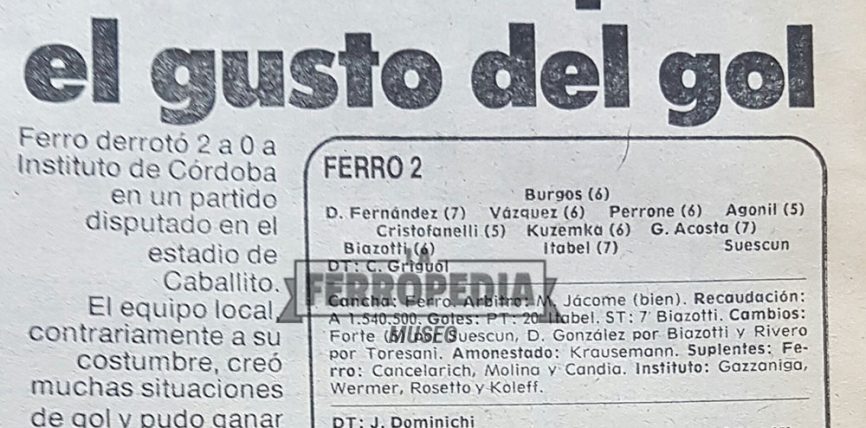 el gusto del gol
Ferro derrotó 2 a 0 a
Instituto de Córdoba
en un partido
disputado en el
estadio de
Caballito.
El equipo local,
contrariamente a su
costumbre, creó
muchas situaciones
de gol y pudo ganar
FERRO 2
Burgos (6)
D. Fernández (7) Vázquez (6) Perrone (6) Agonil (5)
Cristofanelli (5) Kuzemka (6) G. Acosta (7)
Biazotti (6) Itabel (7) Suescun
DT: C. Griguol
Cancha: Ferro. Arbitro: M. Jácome (bien). Recaudación:
A 1.540.500. Goles: PT: 20' Itabel. ST: 7' Biazotti. Cambios:
Forte por Suescun, D. González por Biazotti y Rivero
por Toresani. Amonestado: Krausemann. Suplentes: Fe-
rro: Cancelarich, Molina y Candia. Instituto: Gazzaniga,
Wermer, Rosetto y Koleff.
DT: J. Dominichi
LA
FERROPEDIA
MUSEO